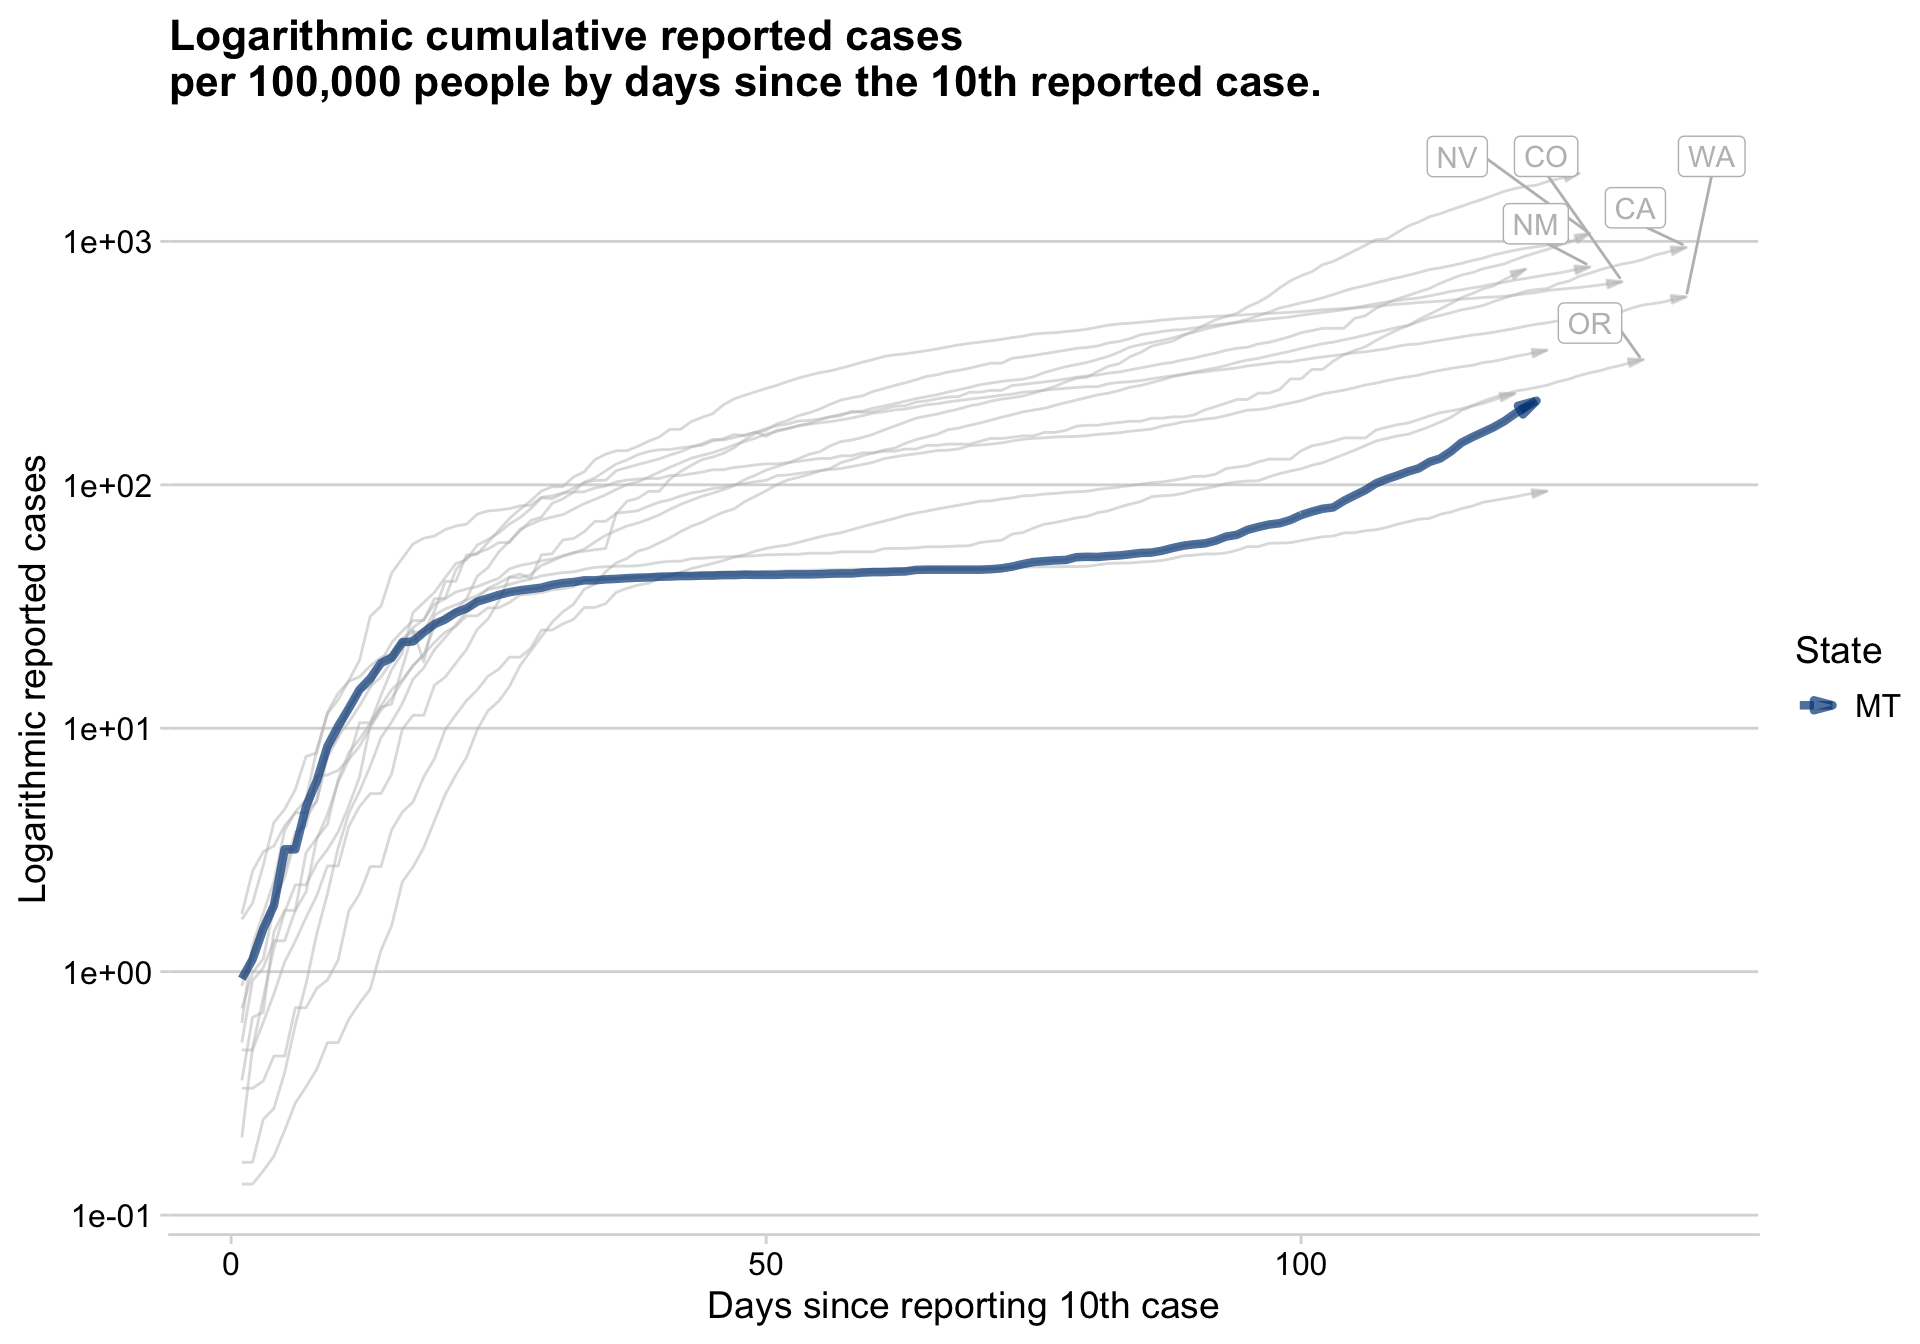 Logarithmic cumulative reported cases
per 100,000 people by days since the 10th reported case.
NV
CO
WA
CA
NM
OR
1e+03
1e+02
1e+01
1e+00
1e-01
Logarithmic reported cases
0
50
100
Days since reporting 10th case
State
MT